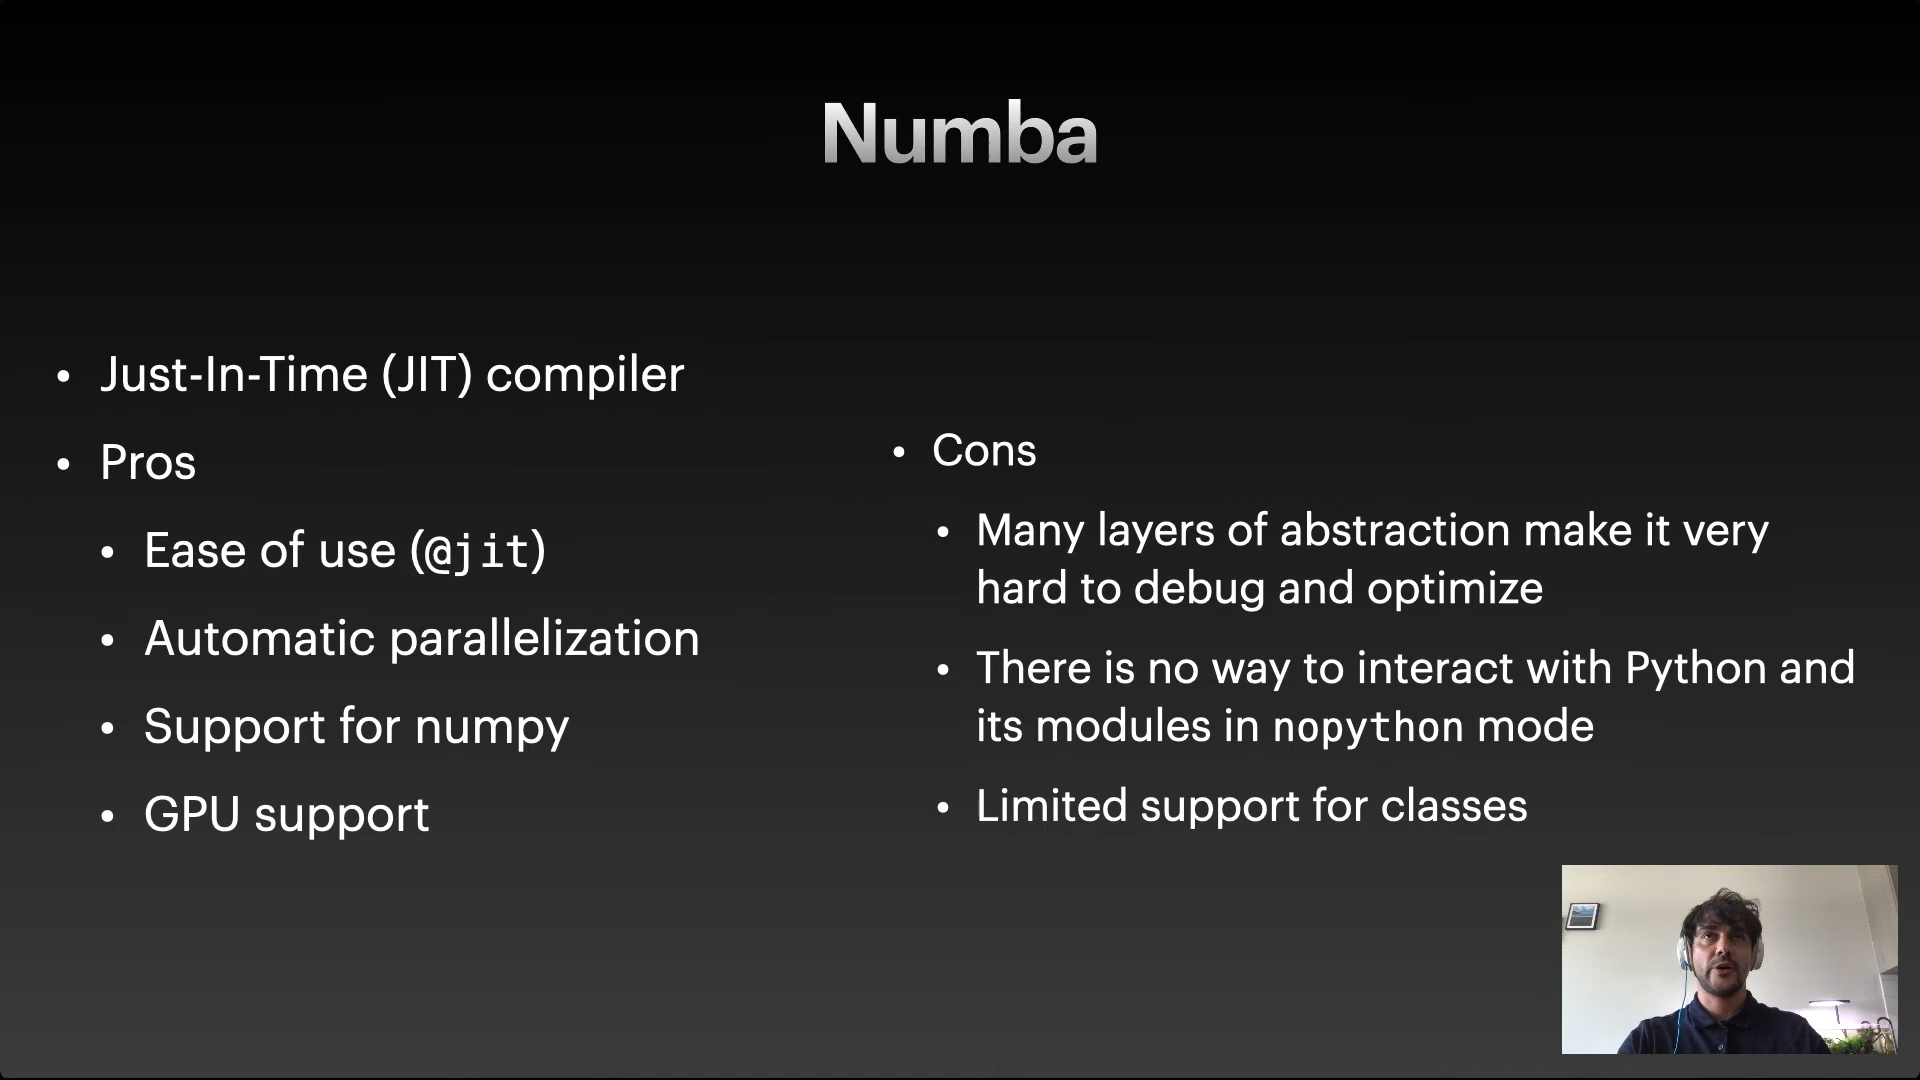 Numba
• Just-In-Time (JIT) compiler
• Pros
• Ease of use (@jit)
• Automatic parallelization
• Support for numpy
• GPU support
• Cons
• Many layers of abstraction make it very
hard to debug and optimize
• There is no way to interact with Python and
its modules in nopython mode
• Limited support for classes